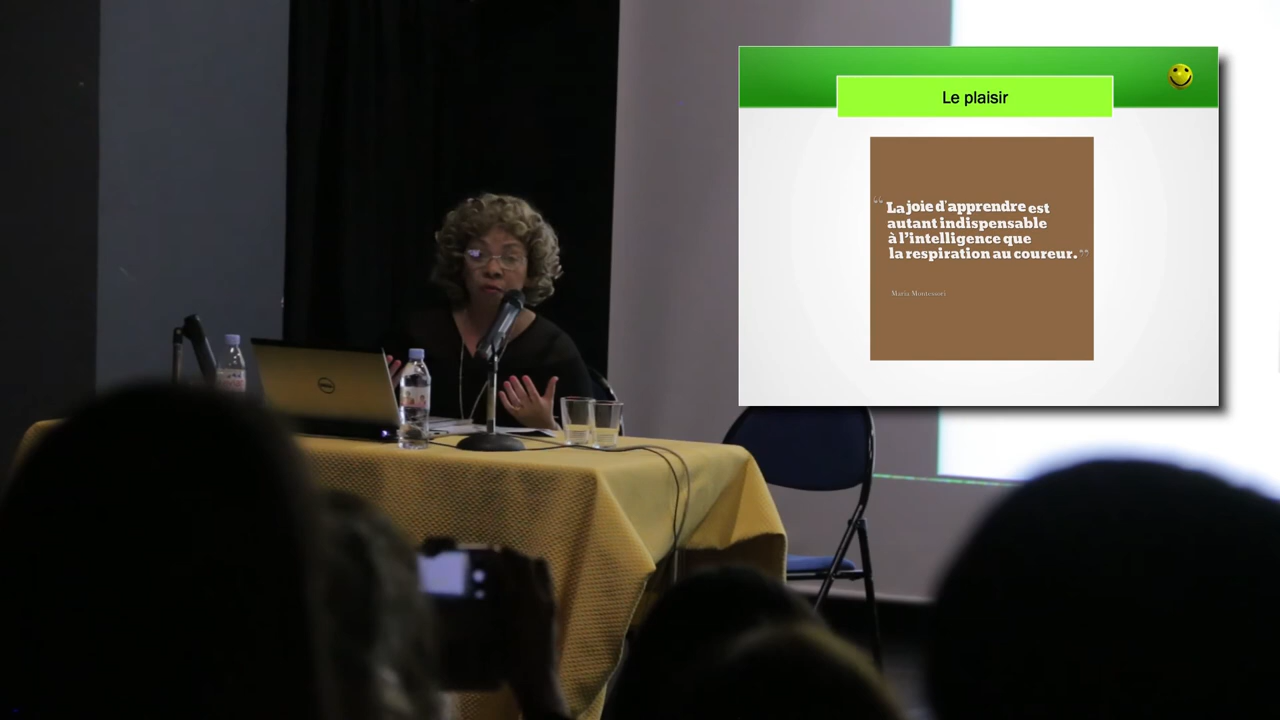 Le plaisir
“ La joie d'apprendre est
autant indispensable
à l'intelligence que
la respiration au coureur. ”
Maria Montessori
DELL